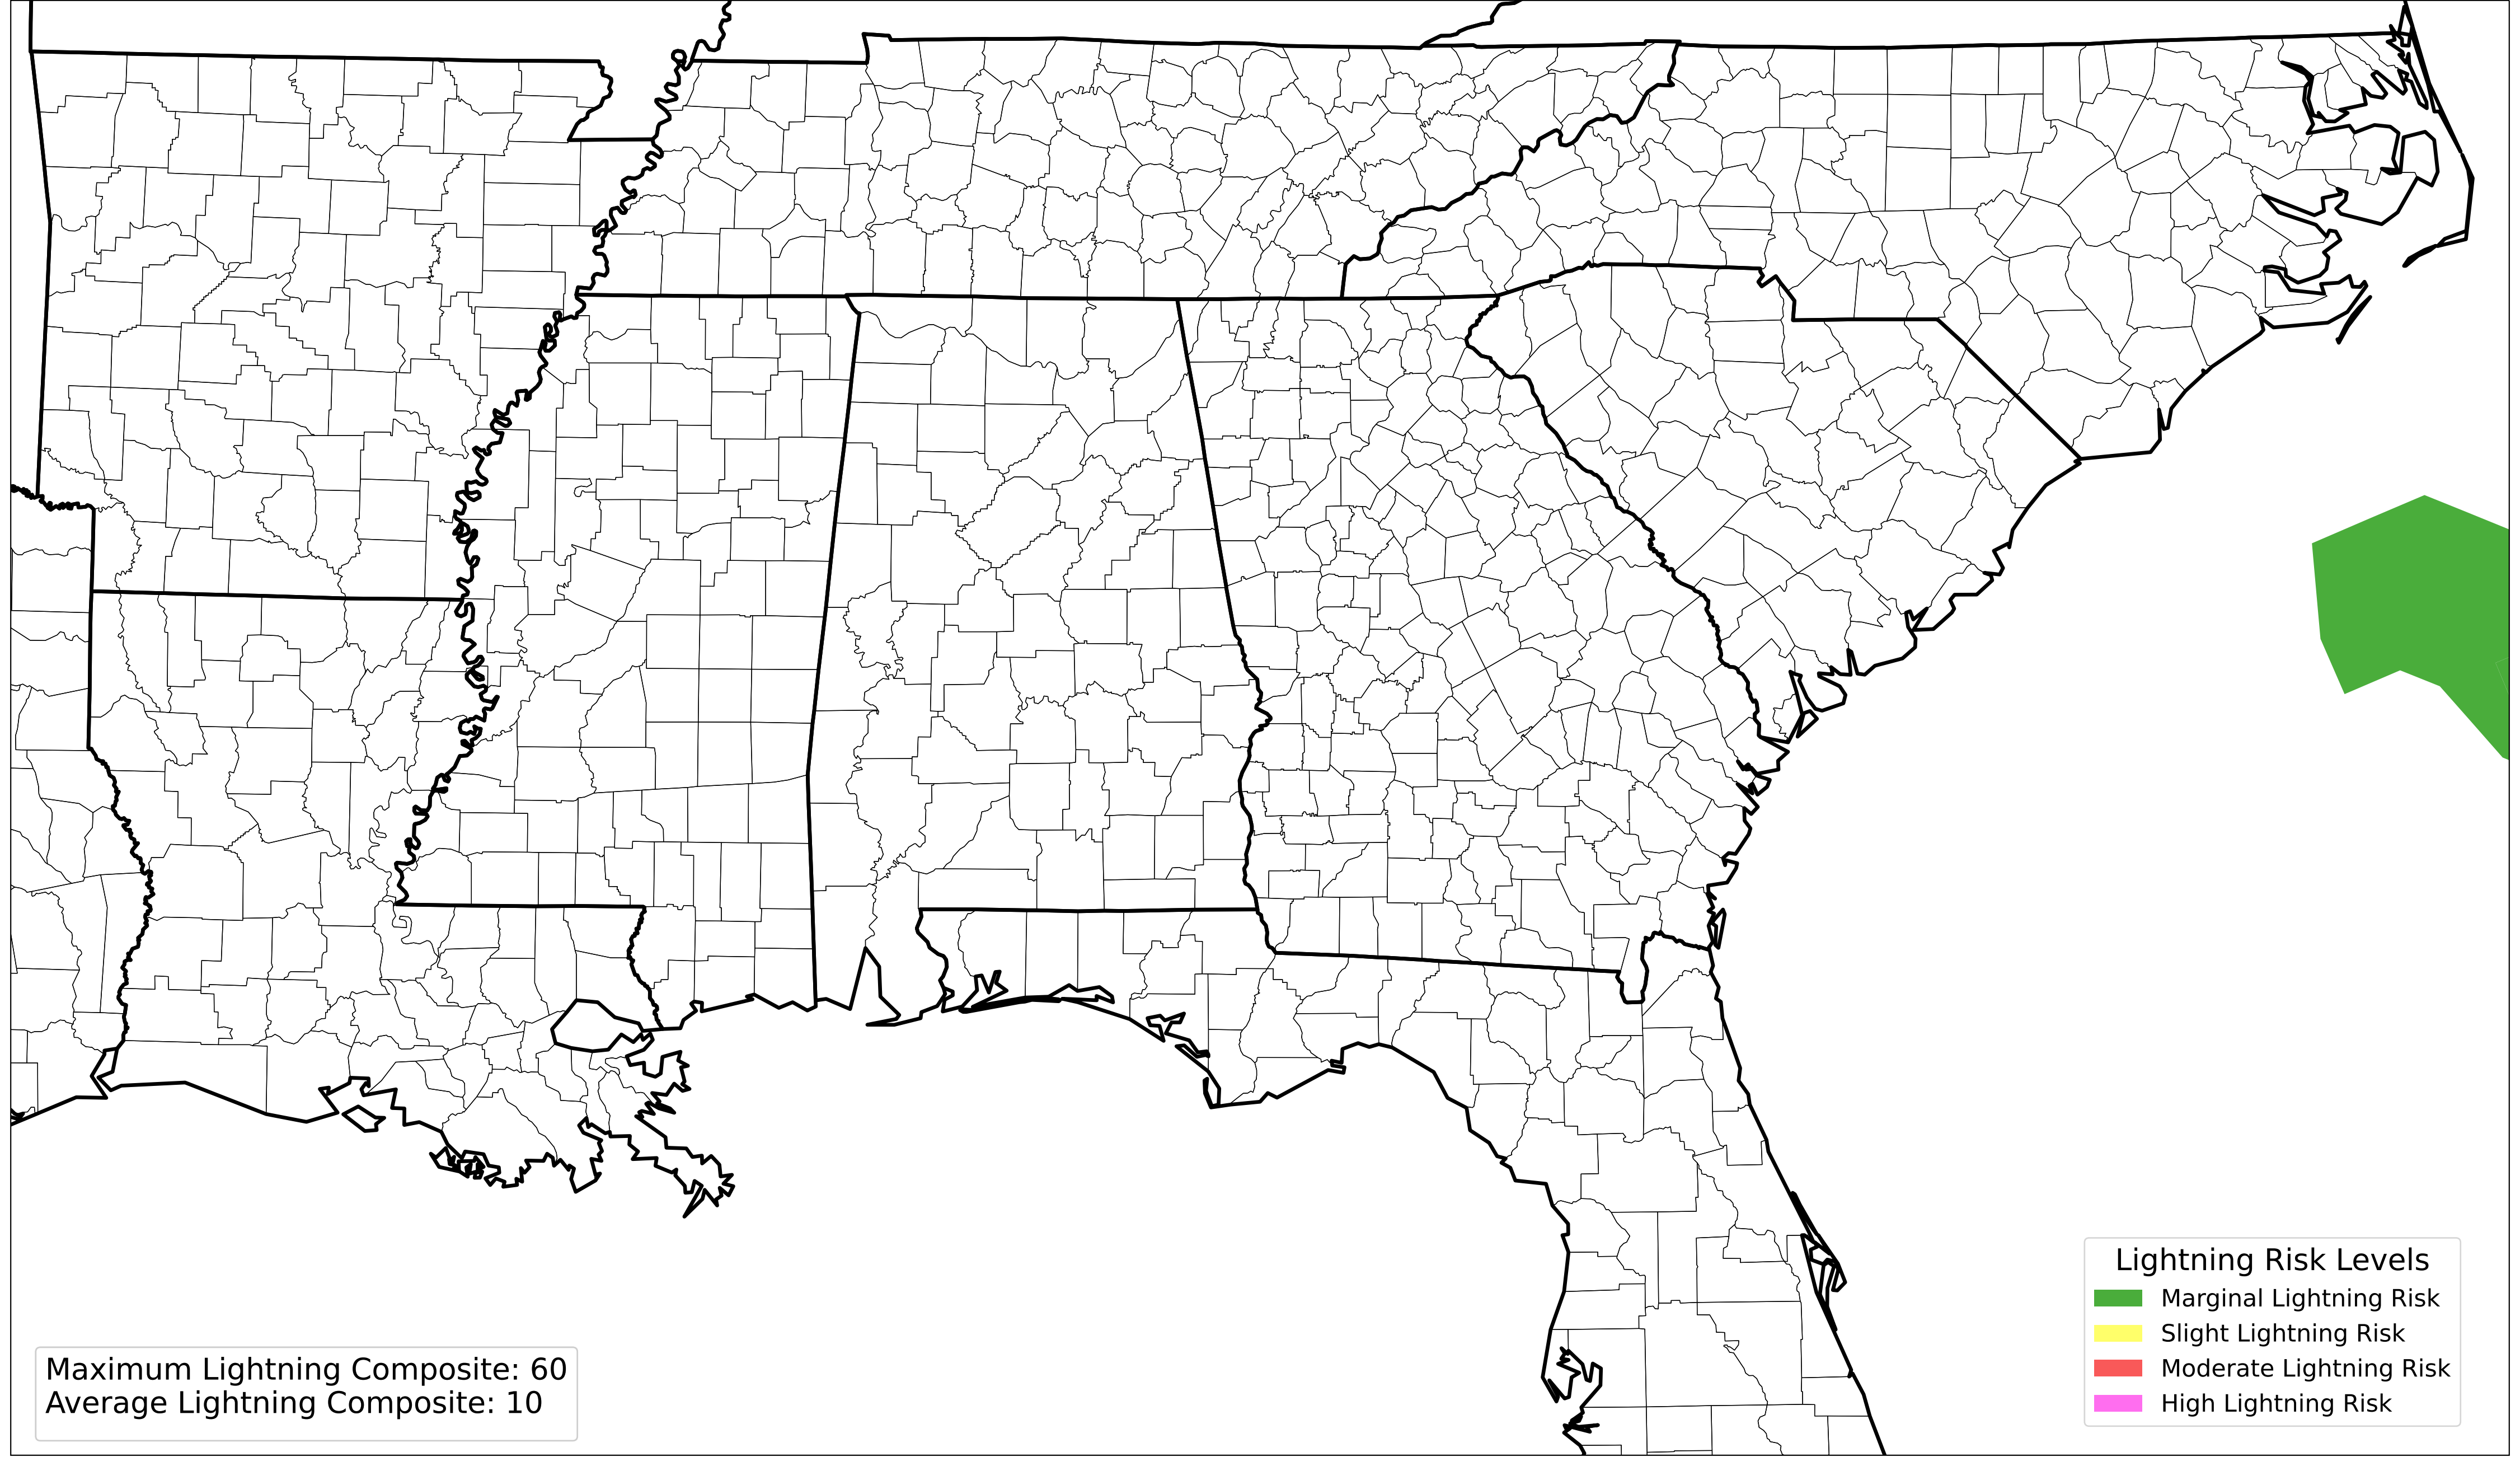 Maximum Lightning Composite: 60
Average Lightning Composite: 10
Lightning Risk Levels
Marginal Lightning Risk
Slight Lightning Risk
Moderate Lightning Risk
High Lightning Risk